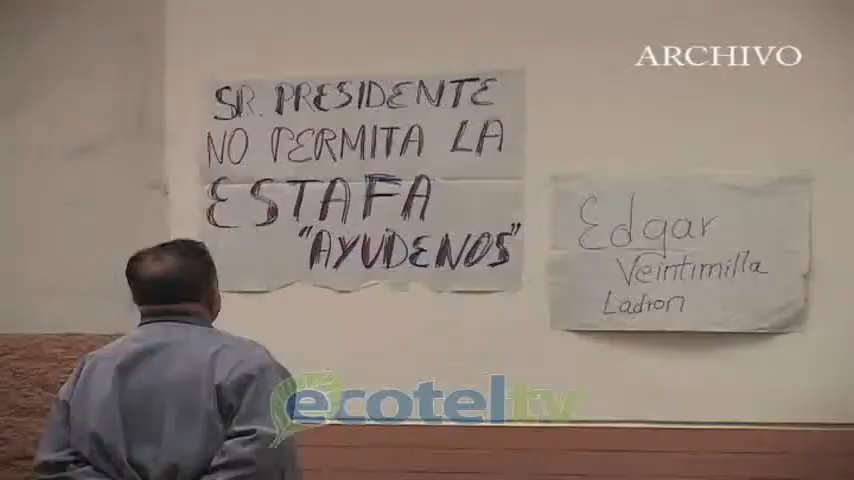 ARCHIVO
SR. PRESIDENTE
NO PERMITA LA
ESTAFA
"AYUDENOS"
Edgar
Veintimilla
Ladron
ecotel tv